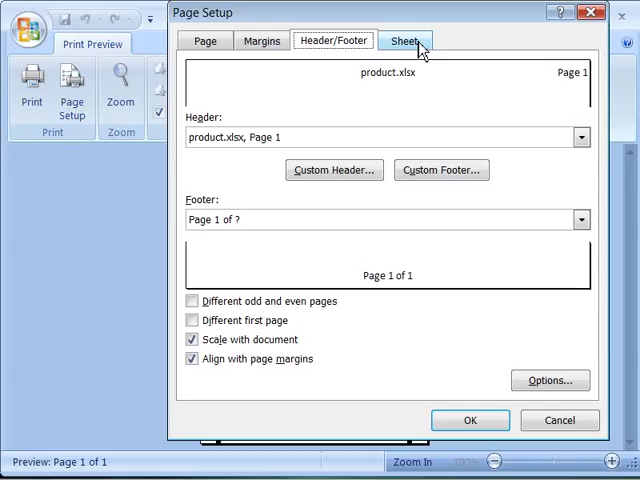 Page Setup
Print Preview
Page
Margins
Header/Footer
Sheet
product.xlsx
Page 1
Header:
product.xlsx, Page 1
Custom Header...
Custom Footer...
Footer:
Page 1 of ?
Page 1 of 1
Different odd and even pages
Different first page
Scale with document
Align with page margins
Options...
OK
Cancel
Print
Page
Setup
Zoom
Print
Zoom
Preview: Page 1 of 1
Zoom In
100%